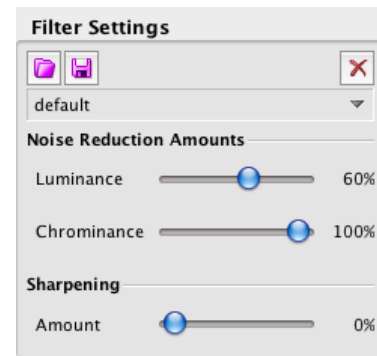 Filter Settings
default
Noise Reduction Amounts
Luminance 60%
Chrominance 100%
Sharpening
Amount 0%